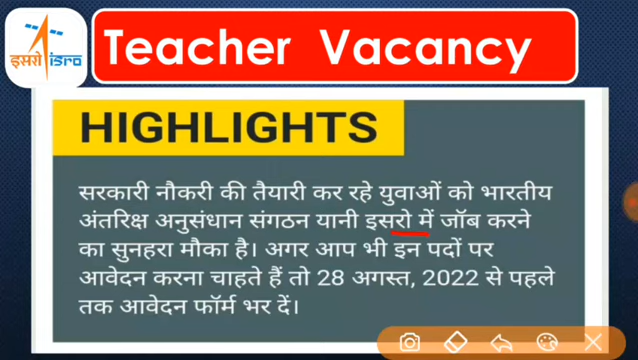 इसरो isro
Teacher Vacancy
HIGHLIGHTS
सरकारी नौकरी की तैयारी कर रहे युवाओं को भारतीय
अंतरिक्ष अनुसंधान संगठन यानी इसरो में जॉब करने
का सुनहरा मौका है। अगर आप भी इन पदों पर
आवेदन करना चाहते हैं तो 28 अगस्त, 2022 से पहले
तक आवेदन फॉर्म भर दें।